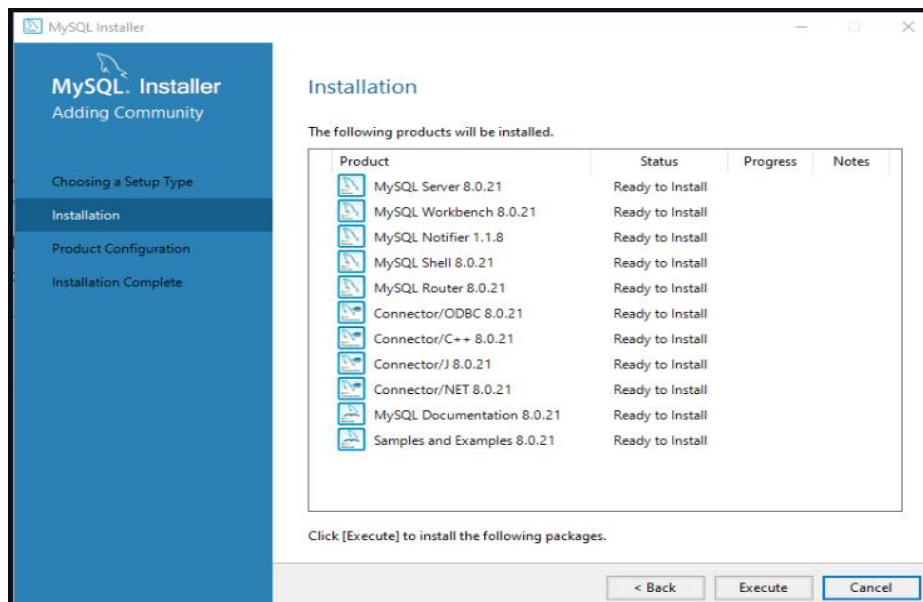 MySQL Installer
MySQL. Installer
Adding Community
Choosing a Setup Type
Installation
Product Configuration
Installation Complete
Installation
The following products will be installed.
Product Status Progress Notes
MySQL Server 8.0.21 Ready to Install
MySQL Workbench 8.0.21 Ready to Install
MySQL Notifier 1.1.8 Ready to Install
MySQL Shell 8.0.21 Ready to Install
MySQL Router 8.0.21 Ready to Install
Connector/ODBC 8.0.21 Ready to Install
Connector/C++ 8.0.21 Ready to Install
Connector/J 8.0.21 Ready to Install
Connector/NET 8.0.21 Ready to Install
MySQL Documentation 8.0.21 Ready to Install
Samples and Examples 8.0.21 Ready to Install
Click [Execute] to install the following packages.
< Back Execute Cancel